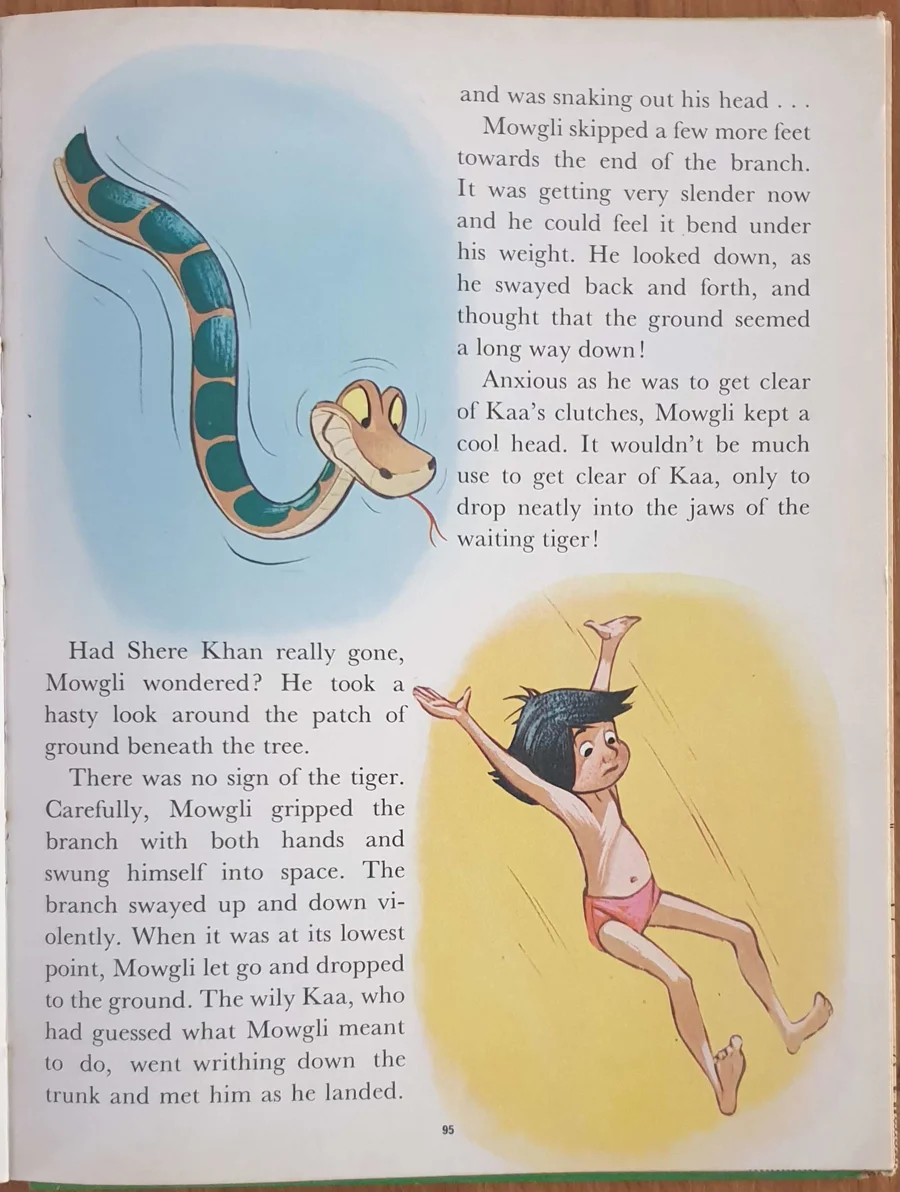 and was snaking out his head . . .
Mowgli skipped a few more feet
towards the end of the branch.
It was getting very slender now
and he could feel it bend under
his weight. He looked down, as
he swayed back and forth, and
thought that the ground seemed
a long way down!
Anxious as he was to get clear
of Kaa's clutches, Mowgli kept a
cool head. It wouldn't be much
use to get clear of Kaa, only to
drop neatly into the jaws of the
waiting tiger!
Had Shere Khan really gone,
Mowgli wondered? He took a
hasty look around the patch of
ground beneath the tree.
There was no sign of the tiger.
Carefully, Mowgli gripped the
branch with both hands and
swung himself into space. The
branch swayed up and down vi-
olently. When it was at its lowest
point, Mowgli let go and dropped
to the ground. The wily Kaa, who
had guessed what Mowgli meant
to do, went writhing down the
trunk and met him as he landed.
95